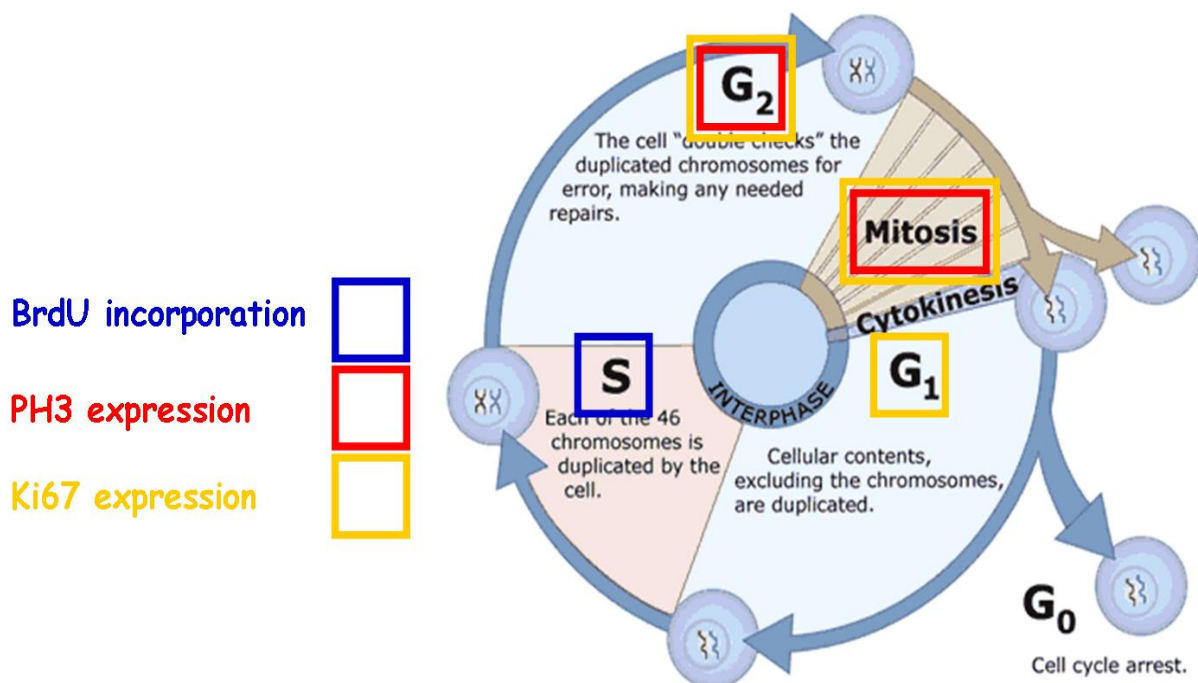 BrdU incorporation
PH3 expression
Ki67 expression
G2
The cell “double checks” the
duplicated chromosomes for
error, making any needed
repairs.
Mitosis
Cytokinesis
G1
INTERPHASE
S
Each of the 46
chromosomes is
duplicated by the
cell.
Cellular contents,
excluding the chromosomes,
are duplicated.
G0
Cell cycle arrest.